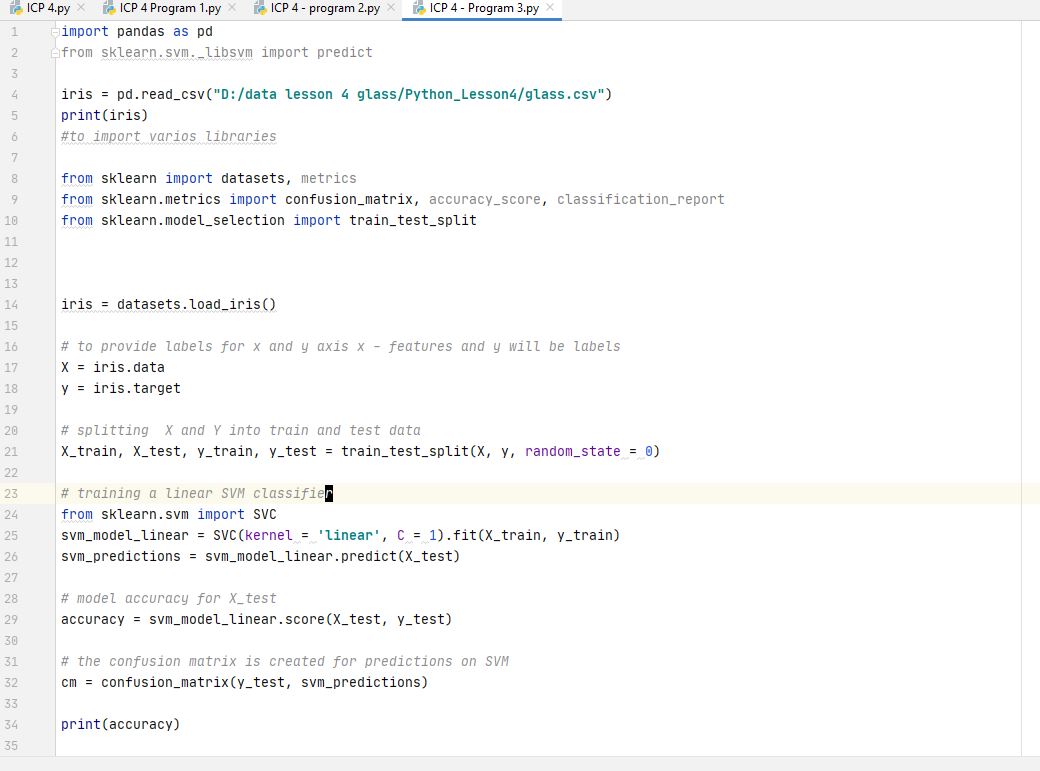 ICP 4.py ICP 4 Program 1.py ICP 4 - program 2.py ICP 4 - Program 3.py
1 import pandas as pd
2 from sklearn.svm._libsvm import predict
3
4 iris = pd.read_csv("D:/data lesson 4 glass/Python_Lesson4/glass.csv")
5 print(iris)
6 #to import varios libraries
7
8 from sklearn import datasets, metrics
9 from sklearn.metrics import confusion_matrix, accuracy_score, classification_report
10 from sklearn.model_selection import train_test_split
11
12
13
14 iris = datasets.load_iris()
15
16 # to provide labels for x and y axis x - features and y will be labels
17 X = iris.data
18 y = iris.target
19
20 # splitting  X and Y into train and test data
21 X_train, X_test, y_train, y_test = train_test_split(X, y, random_state = 0)
22
23 # training a linear SVM classifier
24 from sklearn.svm import SVC
25 svm_model_linear = SVC(kernel = 'linear', C = 1).fit(X_train, y_train)
26 svm_predictions = svm_model_linear.predict(X_test)
27
28 # model accuracy for X_test
29 accuracy = svm_model_linear.score(X_test, y_test)
30
31 # the confusion matrix is created for predictions on SVM
32 cm = confusion_matrix(y_test, svm_predictions)
33
34 print(accuracy)
35